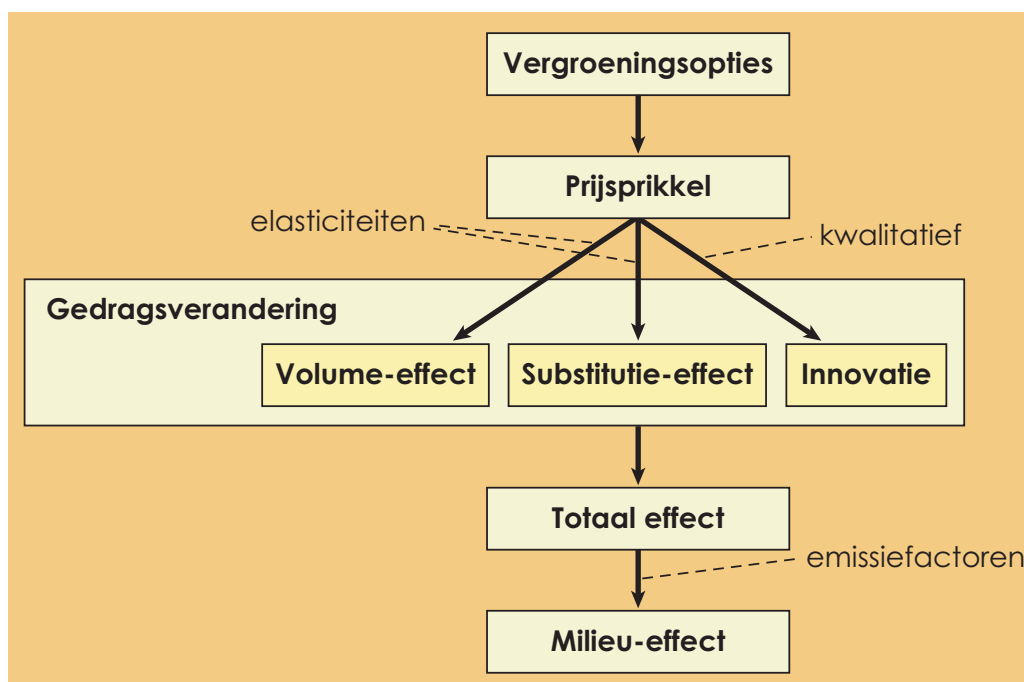 Vergroeningsopties
Prijsprikkel
elasticiteiten
kwalitatief
Gedragsverandering
Volume-effect
Substitutie-effect
Innovatie
Totaal effect
emissiefactoren
Milieu-effect